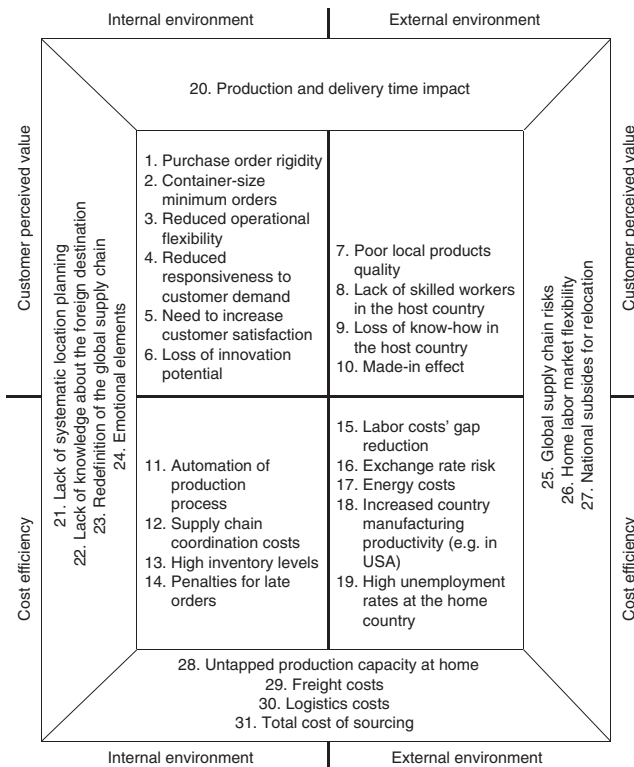 Internal environment
External environment
20. Production and delivery time impact
Customer perceived value
Customer perceived value
1. Purchase order rigidity
2. Container-size
minimum orders
3. Reduced operational
flexibility
4. Reduced
responsiveness to
customer demand
5. Need to increase
customer satisfaction
6. Loss of innovation
potential
7. Poor local products
quality
8. Lack of skilled workers
in the host country
9. Loss of know-how in
the host country
10. Made-in effect
21. Lack of systematic location planning
22. Lack of knowledge about the foreign destination
23. Redefinition of the global supply chain
24. Emotional elements
25. Global supply chain risks
26. Home labor market flexibility
27. National subsides for relocation
Cost efficiency
Cost efficiency
11. Automation of
production
process
12. Supply chain
coordination costs
13. High inventory levels
14. Penalties for late
orders
15. Labor costs' gap
reduction
16. Exchange rate risk
17. Energy costs
18. Increased country
manufacturing
productivity (e.g. in
USA)
19. High unemployment
rates at the home
country
28. Untapped production capacity at home
29. Freight costs
30. Logistics costs
31. Total cost of sourcing
Internal environment
External environment